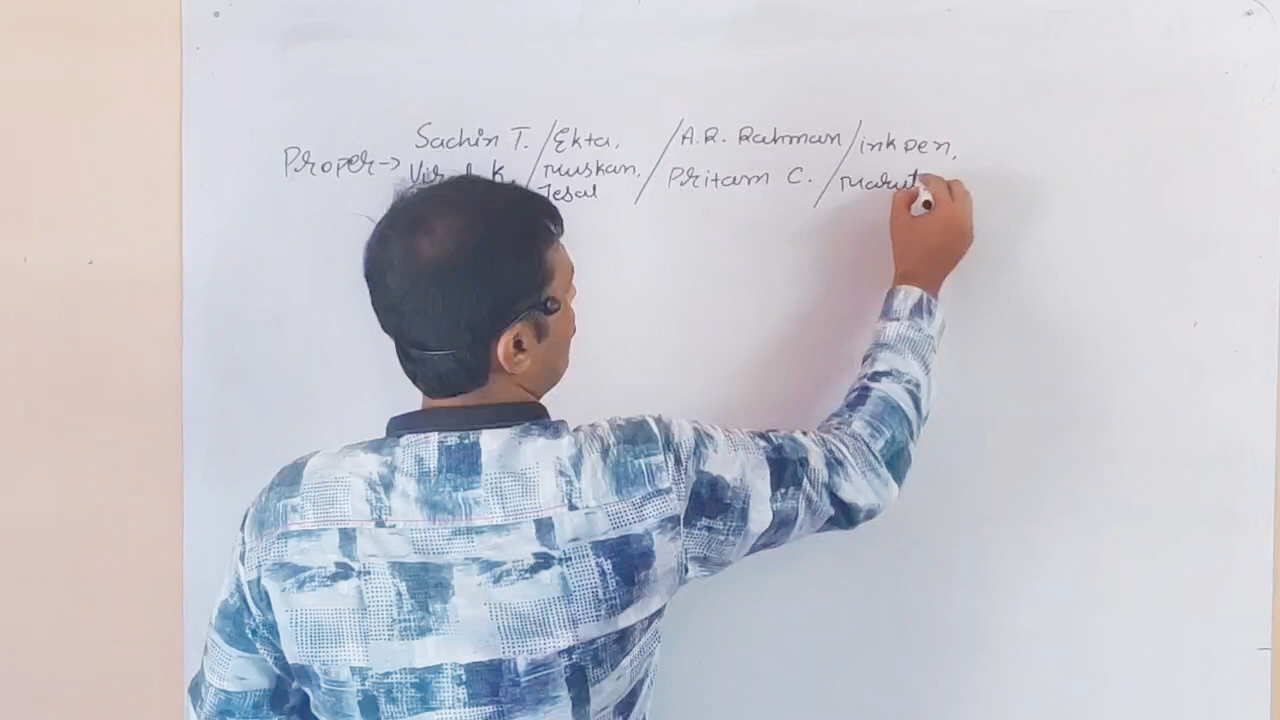 Proper→ Sachin T. / Ekta, / A.R. Rahman / inkpen,
K. / Muskan, / Pritam C. / Marut
Jesal